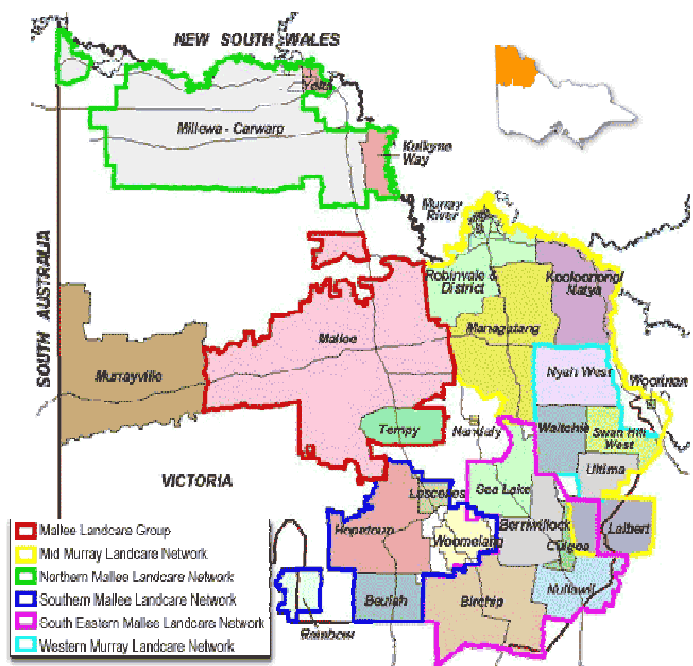 NEW SOUTH WALES
Yelta
Millewa - Carwarp
Kulkyne
Way
Murray
River
SOUTH AUSTRALIA
Robinvale &
District
Kooloonong/
Natya
Mallee
Managatang
Murrayville
Nyah West
Woorinen
Tempy
Nandaly
Waitchie
Swan Hill
West
Ultima
VICTORIA
Lascelles
Sea Lake
Hopetoun
Woomelang
Berriwillock
Culgoa
Lalbert
Mallee Landcare Group
Mid Murray Landcare Network
Northern Mallee Landcare Network
Southern Mallee Landcare Network
South Eastern Mallee Landcare Network
Western Murray Landcare Network
Beulah
Birchip
Nullawil
Rainbow